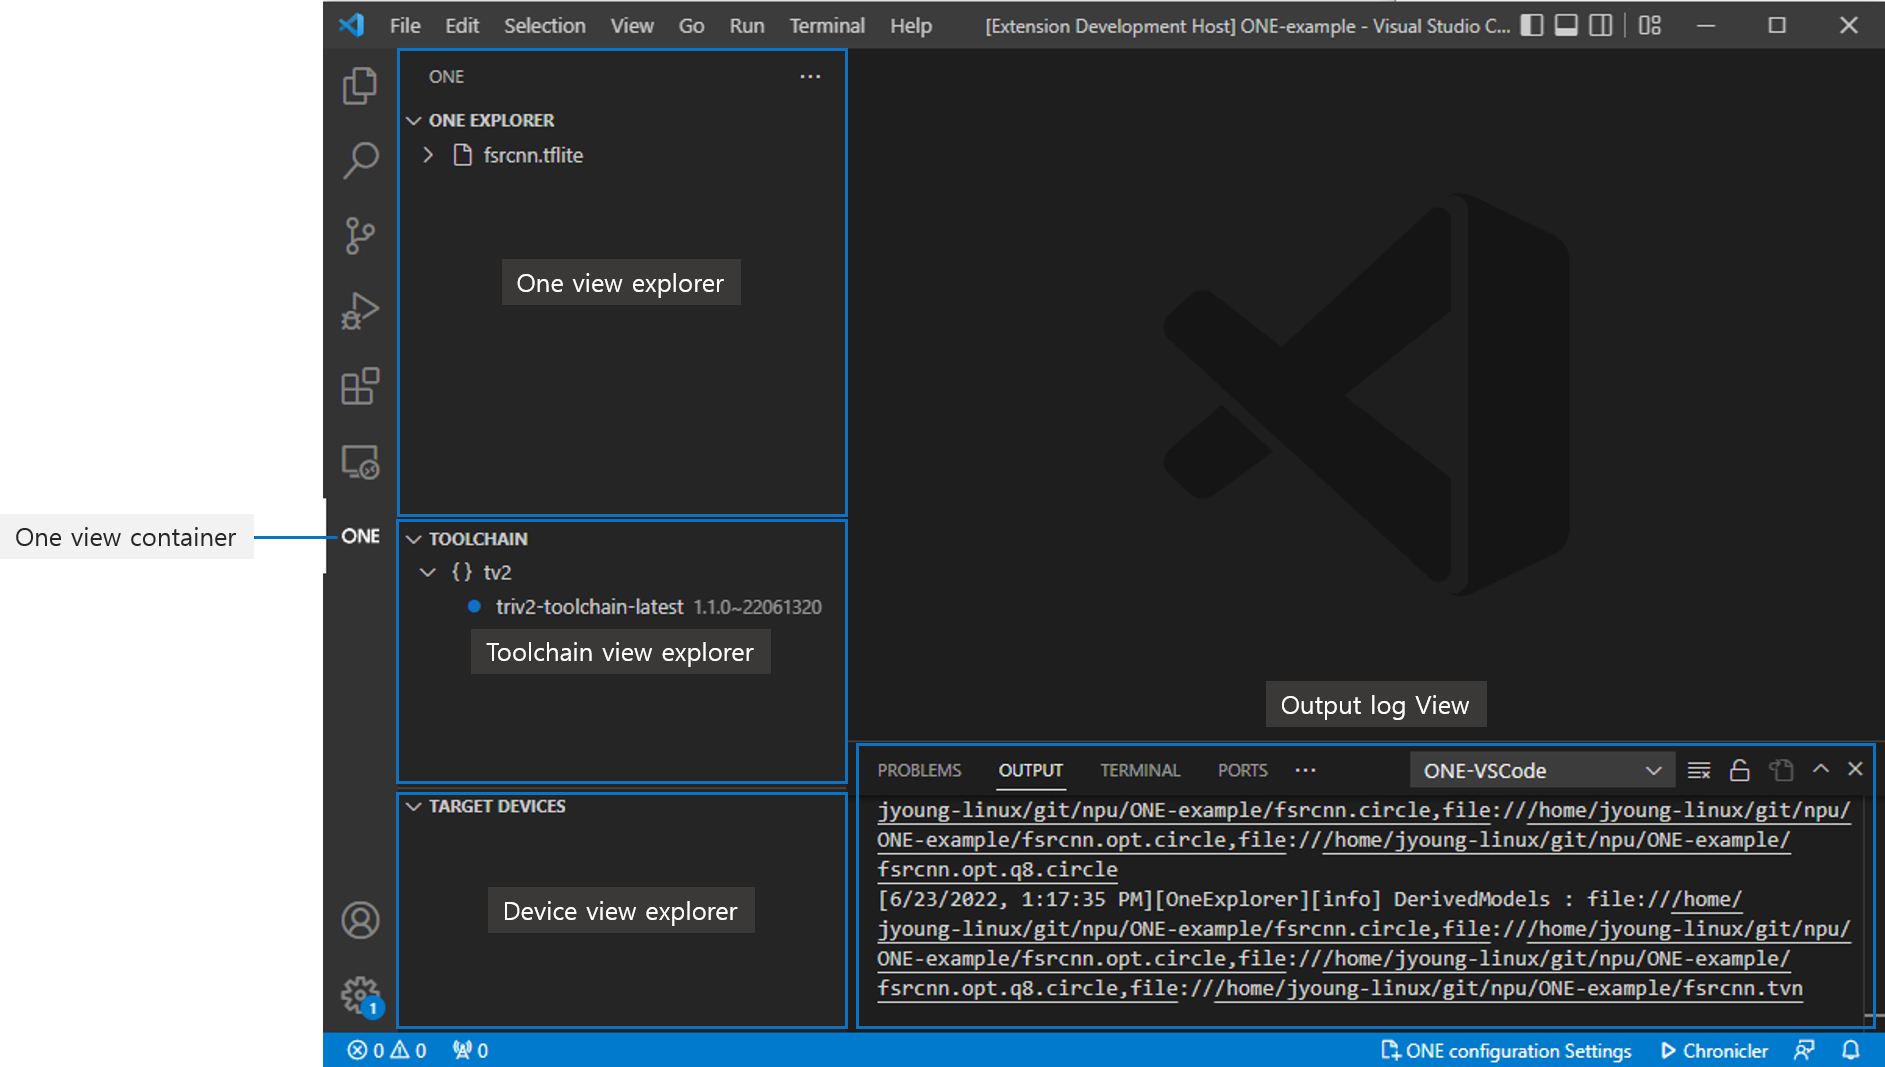 File Edit Selection View Go Run Terminal Help [Extension Development Host] ONE-example - Visual Studio C...
ONE
ONE EXPLORER
fsrcnn.tflite
One view explorer
One view container
ONE
TOOLCHAIN
{} tv2
triv2-toolchain-latest 1.1.0~22061320
Toolchain view explorer
TARGET DEVICES
Device view explorer
1
Output log View
PROBLEMS OUTPUT TERMINAL PORTS ... ONE-VSCode
jyoung-linux/git/npu/ONE-example/fsrcnn.circle,file:///home/jyoung-linux/git/npu/
ONE-example/fsrcnn.opt.circle,file:///home/jyoung-linux/git/npu/ONE-example/
fsrcnn.opt.q8.circle
[6/23/2022, 1:17:35 PM][OneExplorer][info] DerivedModels : file:///home/
jyoung-linux/git/npu/ONE-example/fsrcnn.circle,file:///home/jyoung-linux/git/npu/
ONE-example/fsrcnn.opt.circle,file:///home/jyoung-linux/git/npu/ONE-example/
fsrcnn.opt.q8.circle,file:///home/jyoung-linux/git/npu/ONE-example/fsrcnn.tvn
0 0 0 ONE configuration Settings Chronicler